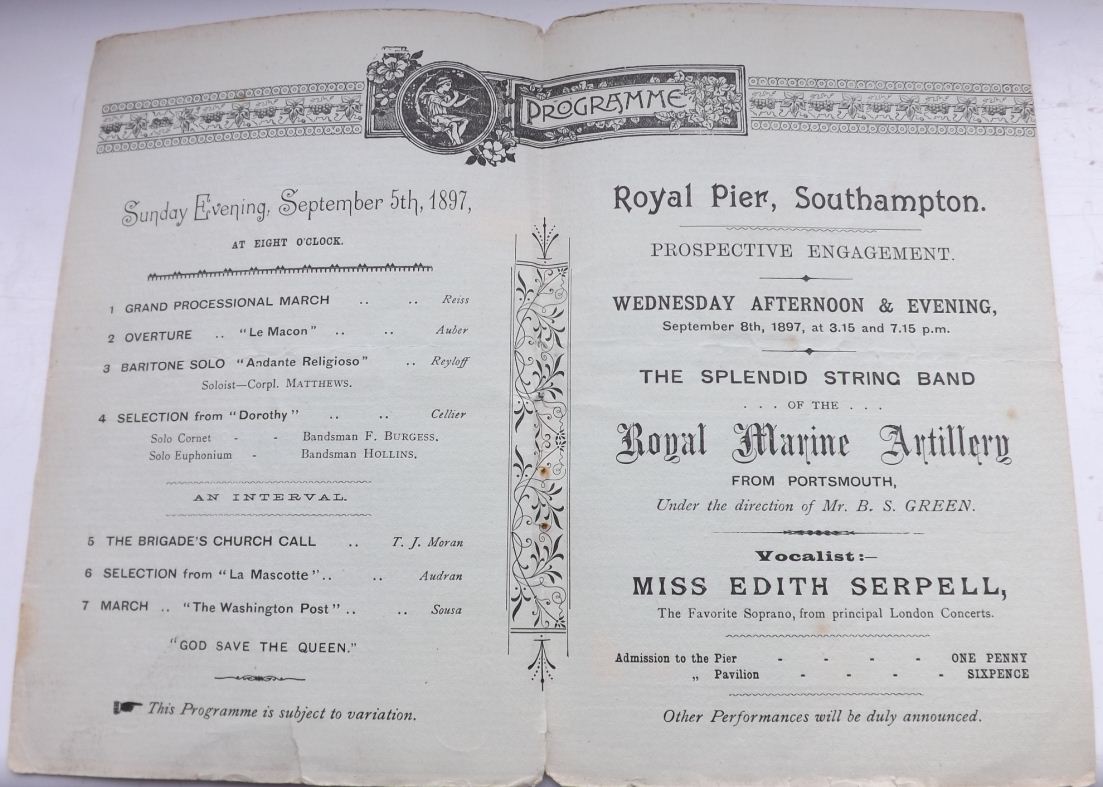 PROGRAMME
Sunday Evening, September 5th, 1897,
AT EIGHT O'CLOCK.
1 GRAND PROCESSIONAL MARCH .. .. Reiss
2 OVERTURE .. "Le Macon" .. .. Auber
3 BARITONE SOLO "Andante Religioso" .. Reyloff
Soloist—Corpl. MATTHEWS.
4 SELECTION from "Dorothy" .. .. Cellier
Solo Cornet - - Bandsman F. BURGESS.
Solo Euphonium - Bandsman HOLLINS.
AN INTERVAL.
5 THE BRIGADE'S CHURCH CALL .. T. J. Moran
6 SELECTION from "La Mascotte" .. .. Audran
7 MARCH .. "The Washington Post" .. .. Sousa
"GOD SAVE THE QUEEN."
This Programme is subject to variation.
Royal Pier, Southampton.
PROSPECTIVE ENGAGEMENT.
WEDNESDAY AFTERNOON & EVENING,
September 8th, 1897, at 3.15 and 7.15 p.m.
THE SPLENDID STRING BAND
. . . OF THE . . .
Royal Marine Artillery
FROM PORTSMOUTH,
Under the direction of Mr. B. S. GREEN.
Vocalist:—
MISS EDITH SERPELL,
The Favorite Soprano, from principal London Concerts.
Admission to the Pier - - - - ONE PENNY
„ Pavilion - - - - SIXPENCE
Other Performances will be duly announced.